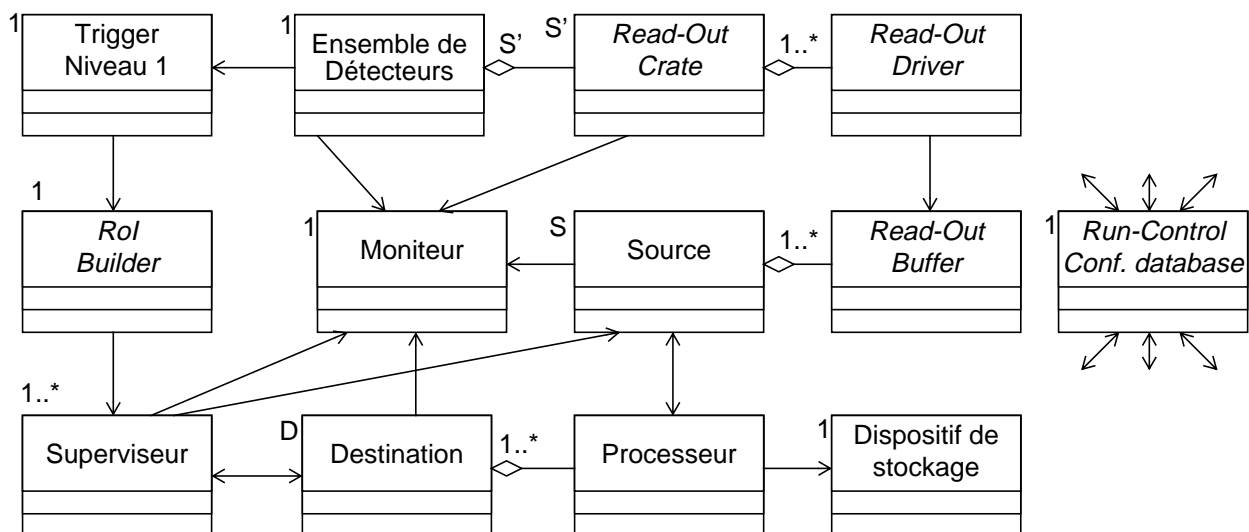 1
Trigger
Niveau 1
1
Ensemble de
Détecteurs
S’
S’
Read-Out
Crate
1..*
Read-Out
Driver
1
RoI
Builder
1
Moniteur
S
Source
1..*
Read-Out
Buffer
1
Run-Control
Conf. database
1..*
Superviseur
D
Destination
1..*
Processeur
1
Dispositif de
stockage